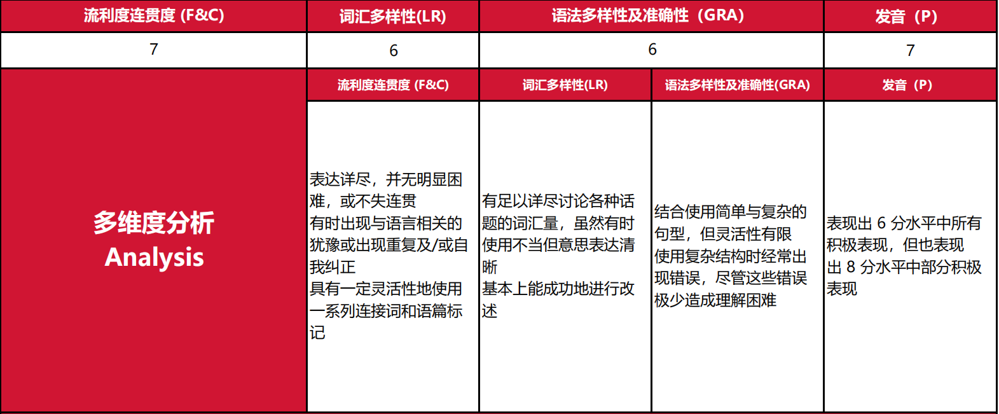 流利度连贯度 (F&C)
词汇多样性(LR)
语法多样性及准确性（GRA）
发音（P）
7
6
6
7
多维度分析
Analysis
流利度连贯度 (F&C)
词汇多样性(LR)
语法多样性及准确性(GRA)
发音（P）
表达详尽，并无明显困
难，或不失连贯
有时出现与语言相关的
犹豫或出现重复及/或自
我纠正
具有一定灵活性地使用
一系列连接词和语篇标
记
有足以详尽讨论各种话
题的词汇量，虽然有时
使用不当但意思表达清
晰
基本上能成功地进行改
述
结合使用简单与复杂的
句型，但灵活性有限
使用复杂结构时经常出
现错误，尽管这些错误
极少造成理解困难
表现出 6 分水平中所有
积极表现，但也表现
出 8 分水平中部分积极
表现